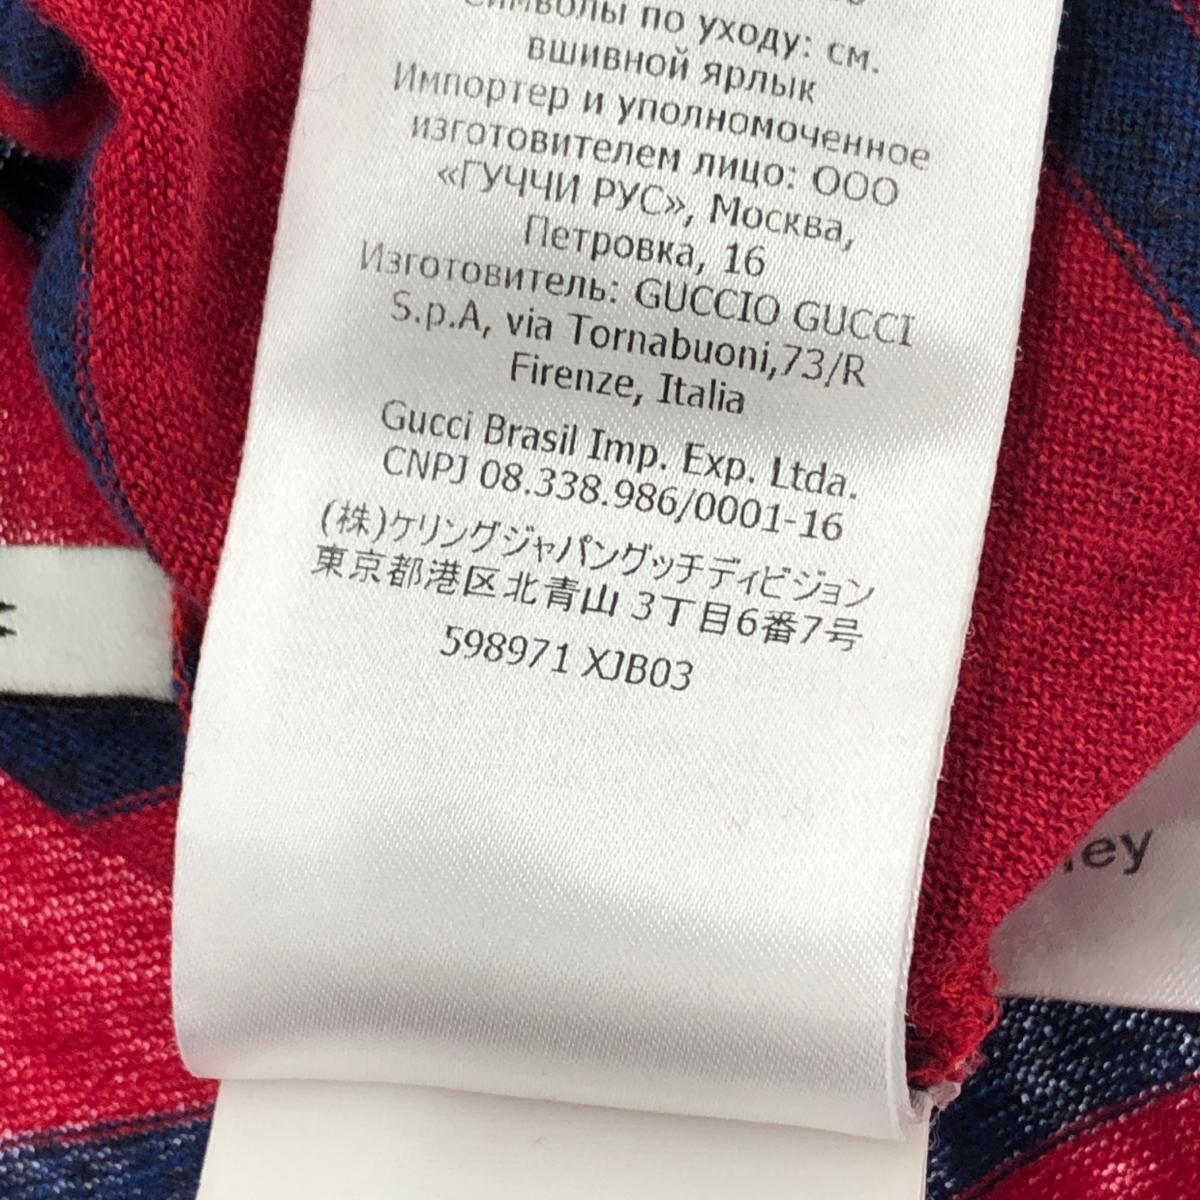 Символы по уходу: см.
вшивной ярлык
Импортер и уполномоченное
изготовителем лицо: ООО
«ГУЧЧИ РУС», Москва,
Петровка, 16
Изготовитель: GUCCIO GUCCI
S.p.A, via Tornabuoni,73/R
Firenze, Italia
Gucci Brasil Imp. Exp. Ltda.
CNPJ 08.338.986/0001-16
(株)ケリングジャパングッチディビジョン
東京都港区北青山 3丁目6番7号
598971 XJB03